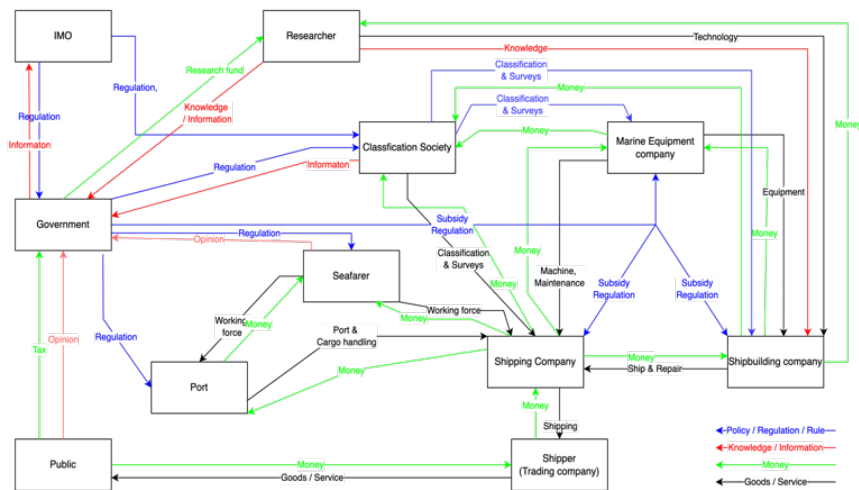 IMO
Researcher
Technology
Knowledge
Research fund
Classification
& Surveys
Regulation,
Regulation
Knowledge
/ Information
Classification
& Surveys
Money
Money
Money
Informaton
Classfication Society
Marine Equipment
company
Regulation
Informaton
Equipment
Government
Subsidy
Regulation
Regulation
Opinion
Money
Money
Classification
& Surveys
Seafarer
Machine,
Maintenance
Subsidy
Regulation
Subsidy
Regulation
Money
Working
force
Money
Working force
Money
Regulation
Port &
Cargo handling
Tax
Opinion
Port
Money
Shipping Company
Money
Ship & Repair
Shipbuilding company
Money
Shipping
Policy / Regulation / Rule
Knowledge / Information
Public
Money
Goods / Service
Shipper
(Trading company)
Money
Goods / Service